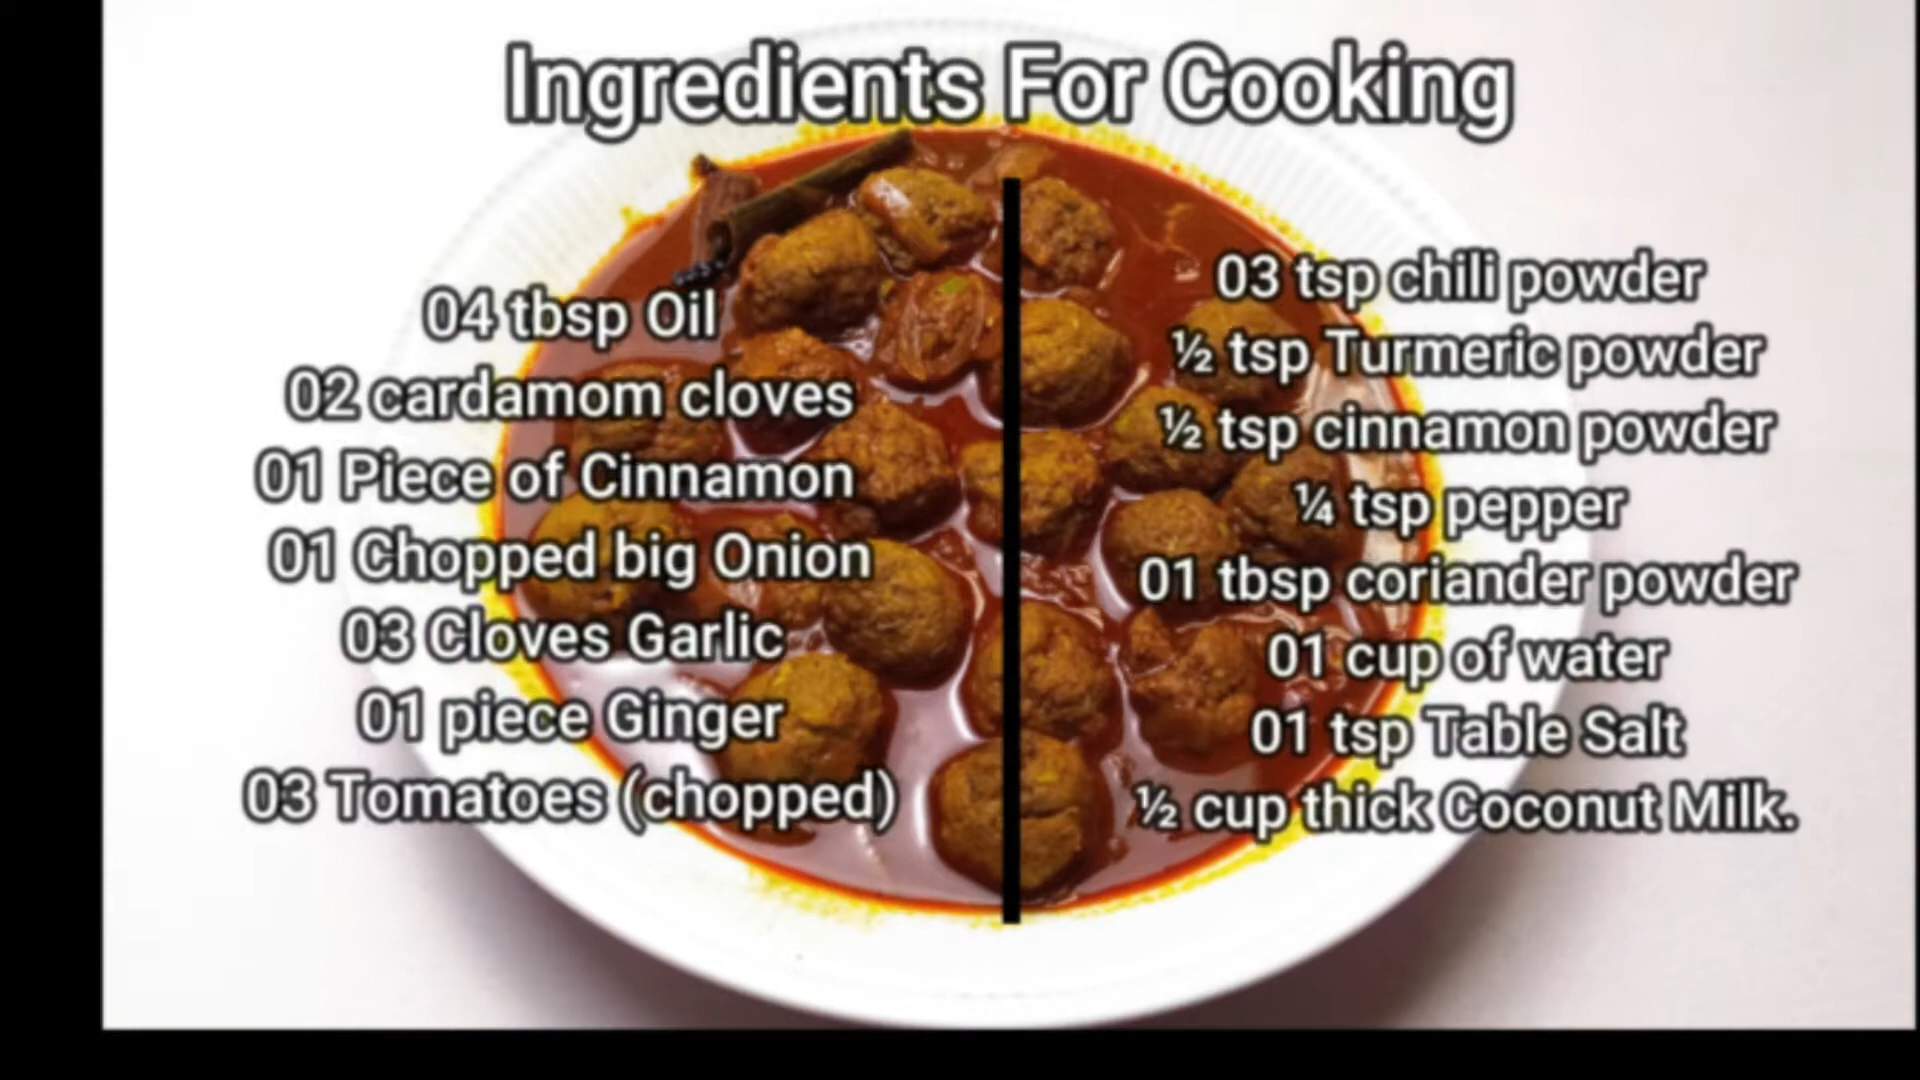 Ingredients For Cooking
04 tbsp Oil
02 cardamom cloves
01 Piece of Cinnamon
01 Chopped big Onion
03 Cloves Garlic
01 piece Ginger
03 Tomatoes (chopped)
03 tsp chili powder
½ tsp Turmeric powder
½ tsp cinnamon powder
¼ tsp pepper
01 tbsp coriander powder
01 cup of water
01 tsp Table Salt
½ cup thick Coconut Milk.